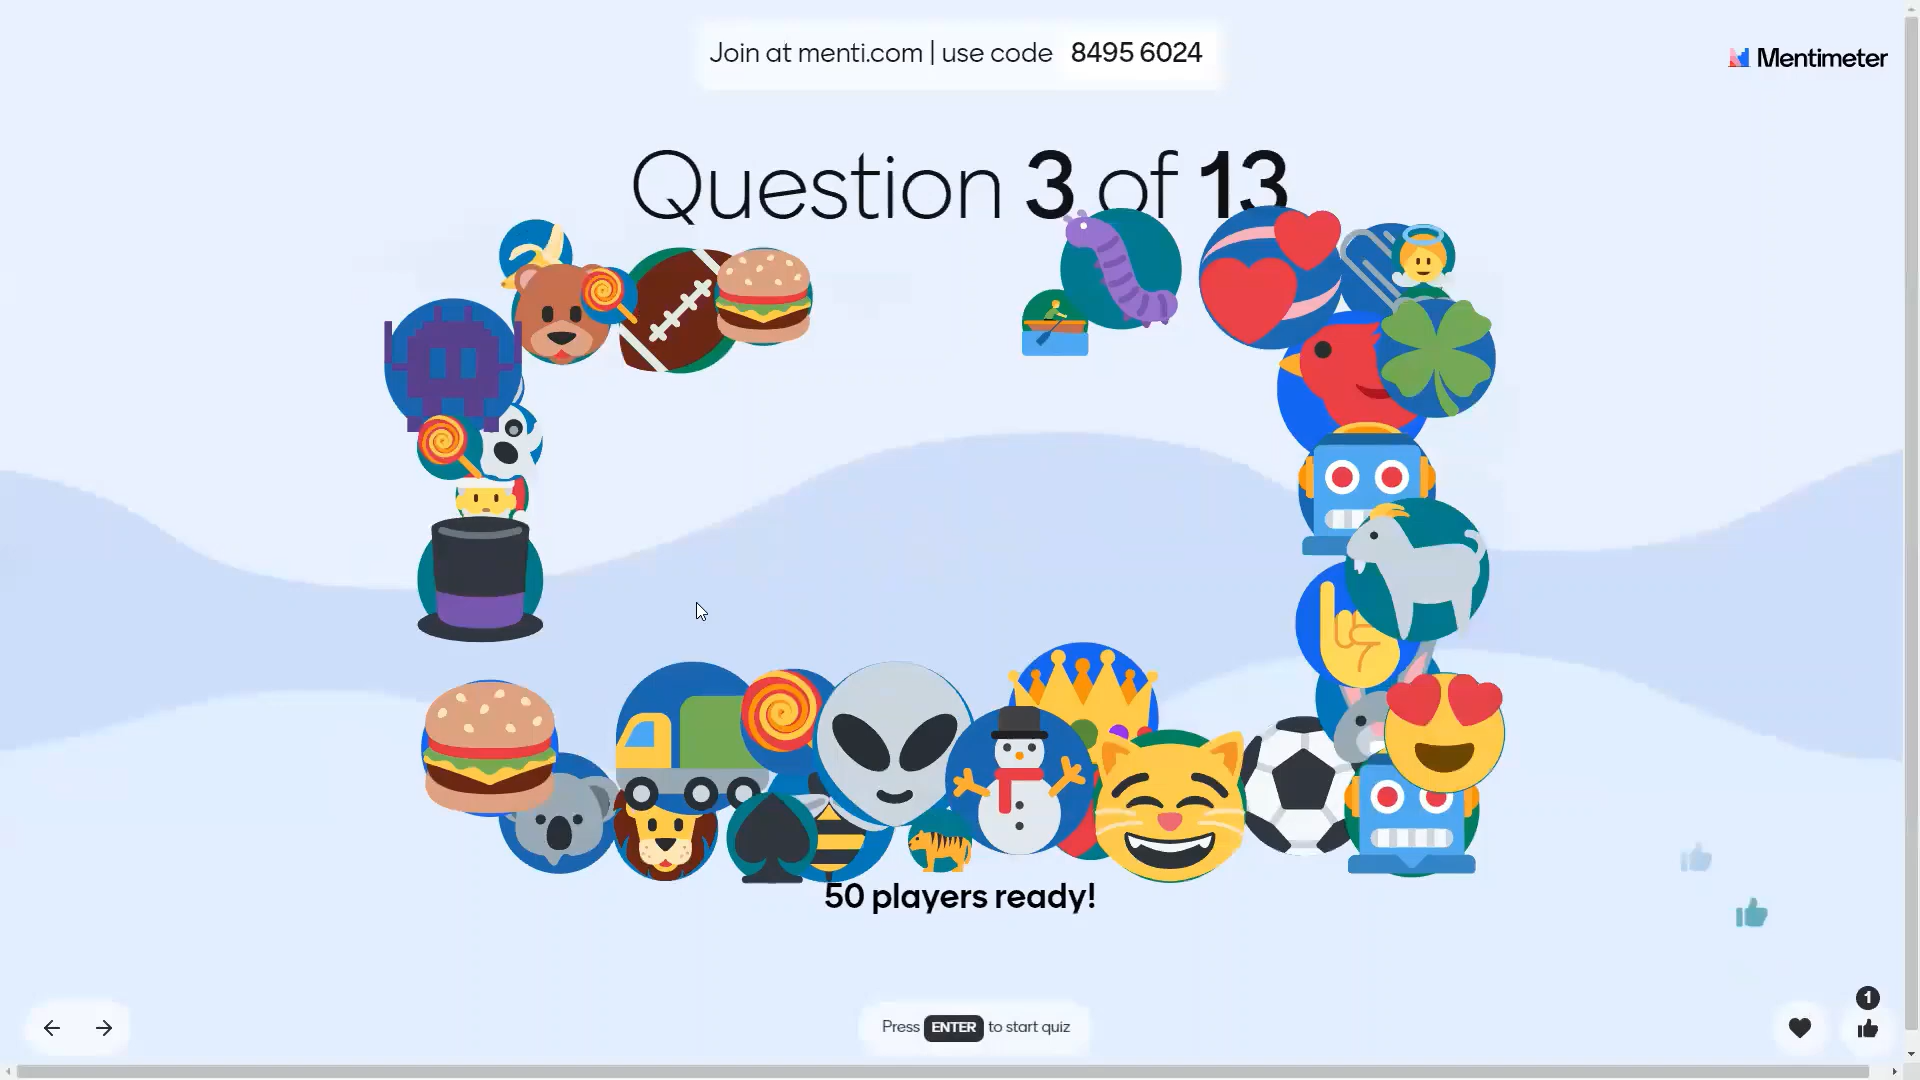 Join at menti.com | use code 8495 6024
Mentimeter
Question 3 of 13
50 players ready!
Press ENTER to start quiz
1